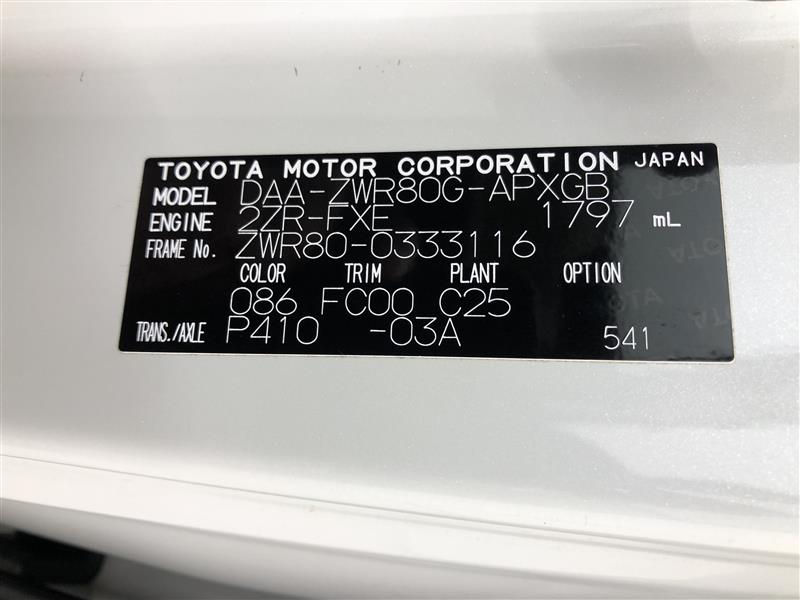 TOYOTA MOTOR CORPORATION JAPAN
MODEL DAA-ZWR80G-APXGB
ENGINE 2ZR-FXE 1797 mL
FRAME No. ZWR80-0333116
COLOR TRIM PLANT OPTION
086 FC00 C25
TRANS./AXLE P410 -03A 541